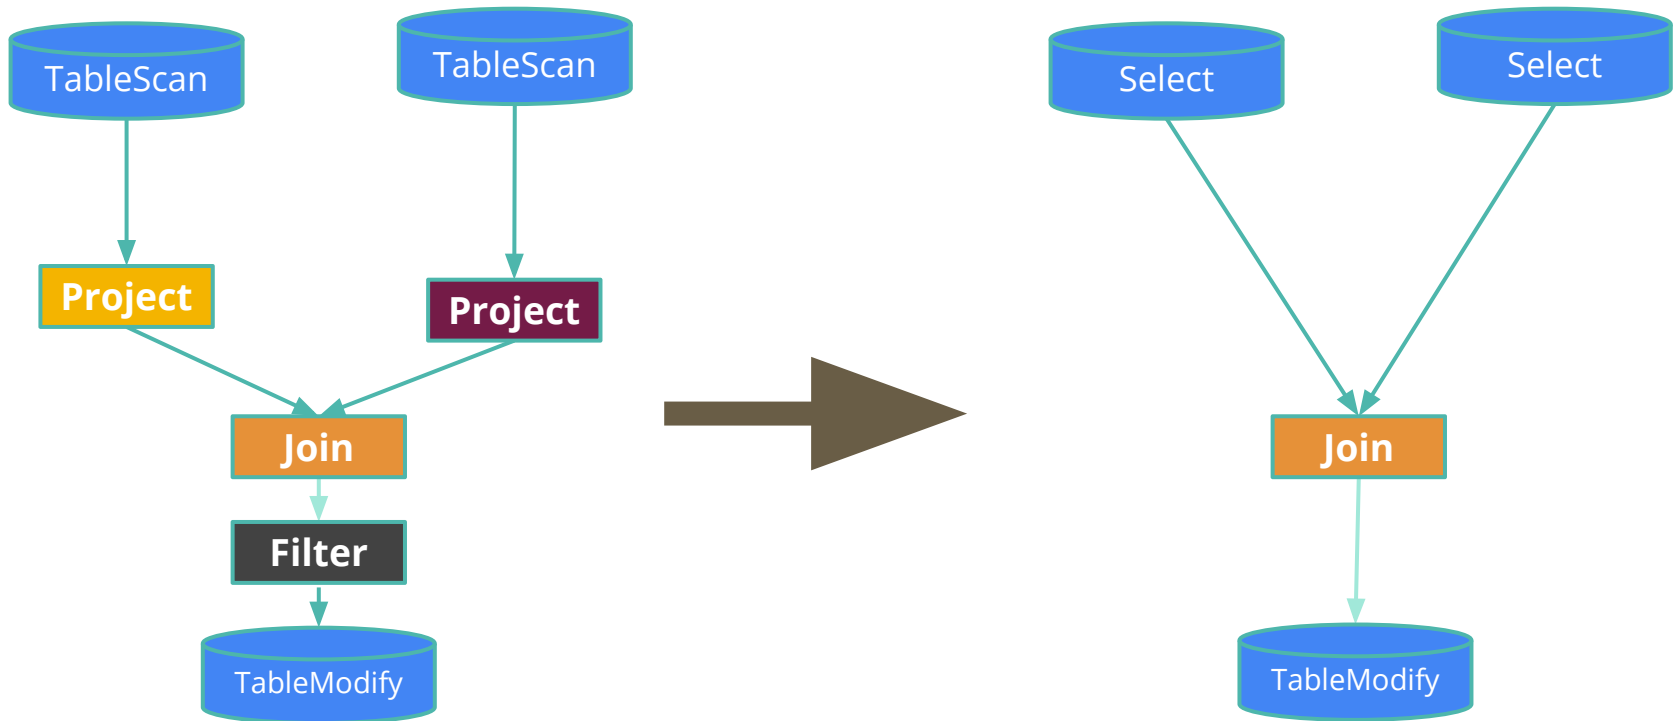 TableScan
TableScan
Project
Project
Join
Filter
TableModify
Select
Select
Join
TableModify